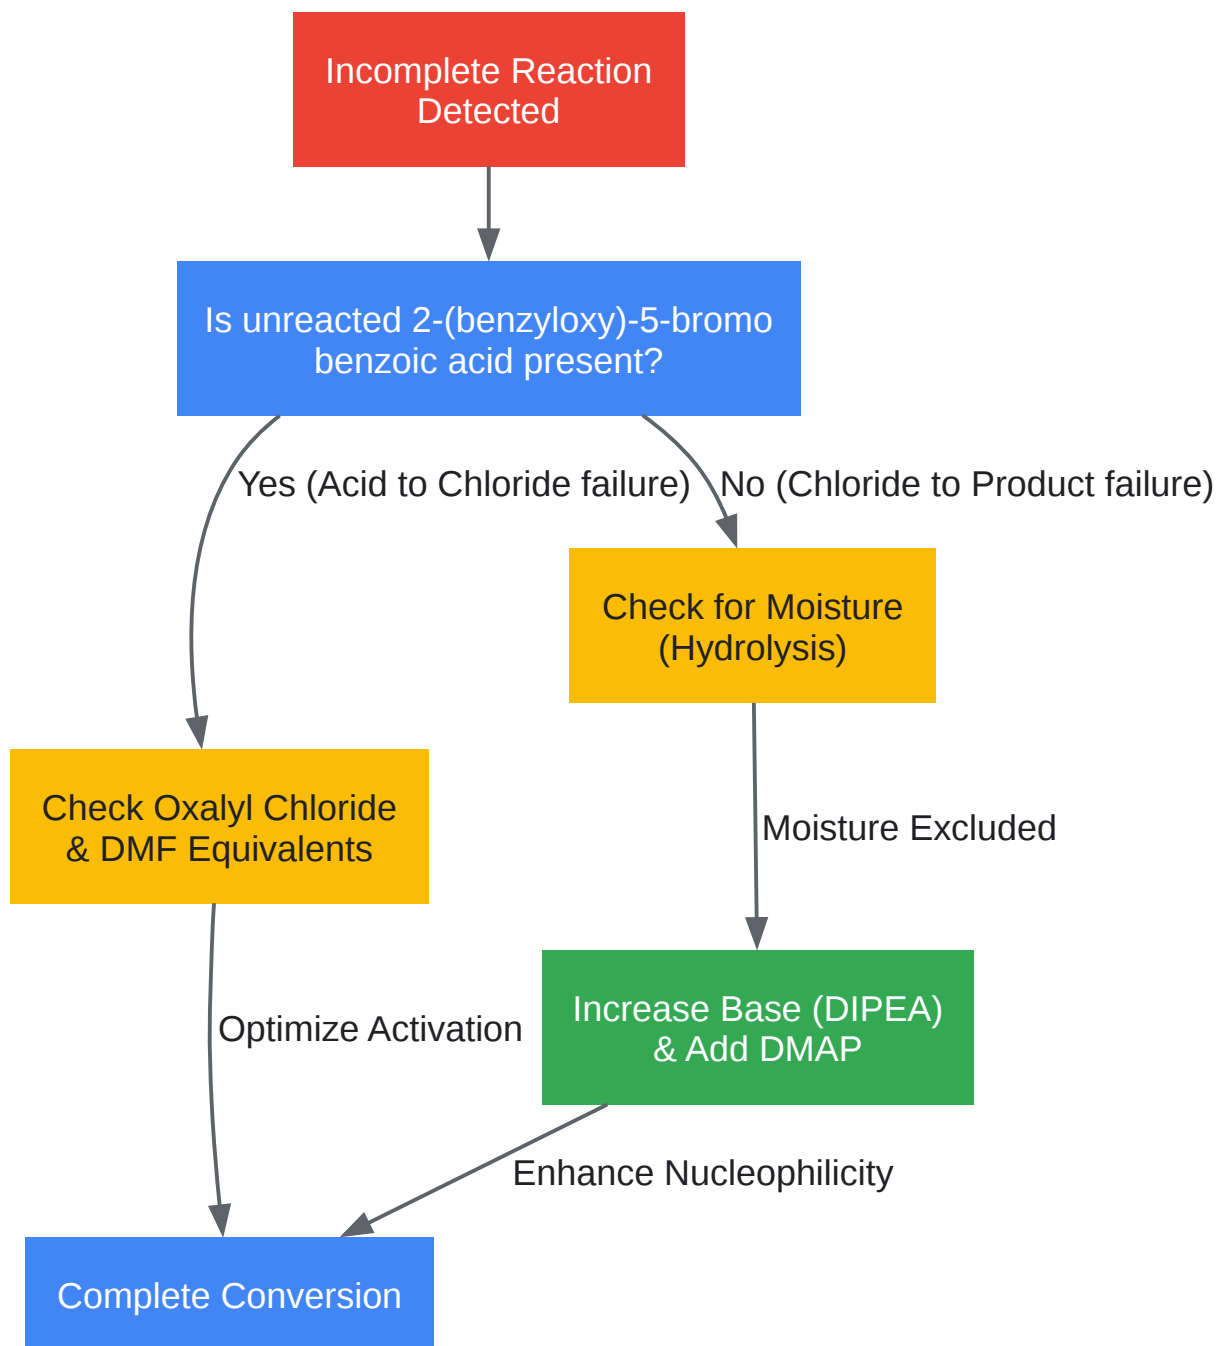 Incomplete Reaction
Detected
Is unreacted 2-(benzyloxy)-5-bromo
benzoic acid present?
Yes (Acid to Chloride failure)
No (Chloride to Product failure)
Check for Moisture
(Hydrolysis)
Check Oxalyl Chloride
& DMF Equivalents
Moisture Excluded
Increase Base (DIPEA)
& Add DMAP
Optimize Activation
Enhance Nucleophilicity
Complete Conversion